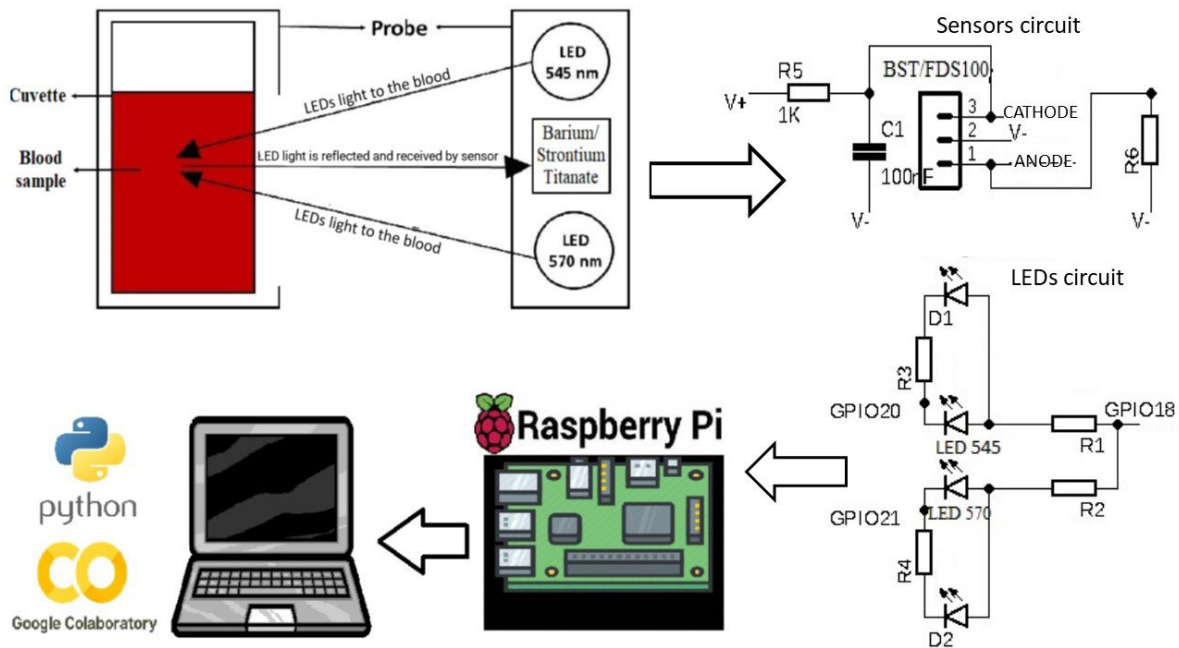 Probe
LED
545 nm
LEDs light to the blood
Cuvette
Barium/
Strontium
Titanate
LED light is reflected and received by sensor
Blood
sample
LEDs light to the blood
LED
570 nm
Sensors circuit
BST/FDS100
R5
V+
1K
C1
100nF
3
CATHODE
2
V-
1
ANODE
R6
V-
V-
LEDs circuit
D1
R3
GPIO20
GPIO18
LED 545
R1
LED 570
R2
GPIO21
R4
D2
Raspberry Pi
python
CO
Google Colaboratory